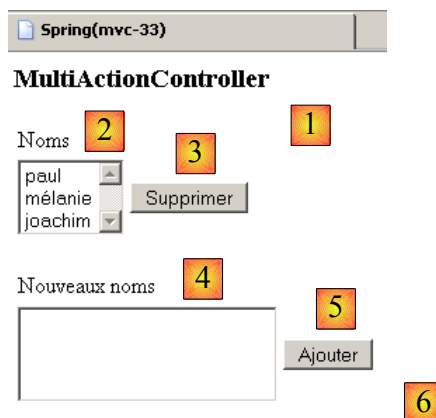 Spring(mvc-33)
MultiActionController
1
Noms 2
3
paul
mélanie
joachim
Supprimer
Nouveaux noms 4
5
Ajouter
6